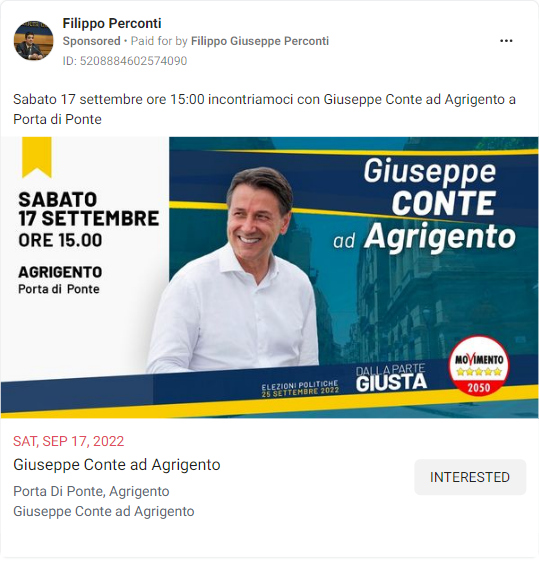 Filippo Perconti
Sponsored • Paid for by Filippo Giuseppe Perconti
ID: 5208884602574090
Sabato 17 settembre ore 15:00 incontriamoci con Giuseppe Conte ad Agrigento a
Porta di Ponte
SABATO
17 SETTEMBRE
ORE 15.00
AGRIGENTO
Porta di Ponte
Giuseppe
CONTE
ad Agrigento
ELEZIONI POLITICHE
25 SETTEMBRE 2022
DALLA PARTE
GIUSTA
MOVIMENTO
2050
SAT, SEP 17, 2022
Giuseppe Conte ad Agrigento
Porta Di Ponte, Agrigento
Giuseppe Conte ad Agrigento
INTERESTED